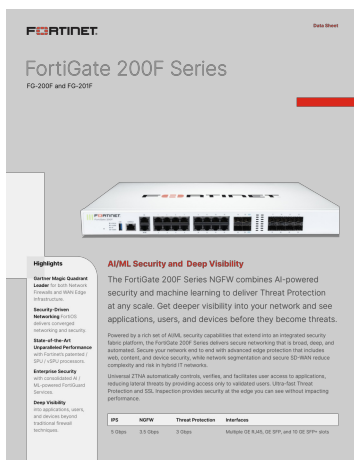 FORTINET
Data Sheet
FortiGate 200F Series
FG-200F and FG-201F
FORTINET
Highlights
Gartner Magic Quadrant
Leader for both Network
Firewalls and WAN Edge
Infrastructure.
Security-Driven
Networking FortiOS
delivers converged
networking and security.
State-of-the-Art
Unparalleled Performance
with Fortinet's patented /
SPU / vSPU processors.
Enterprise Security
with consolidated AI /
ML-powered FortiGuard
Services.
Deep Visibility
into applications, users,
and devices beyond
traditional firewall
techniques.
AI/ML Security and Deep Visibility
The FortiGate 200F Series NGFW combines AI-powered
security and machine learning to deliver Threat Protection
at any scale. Get deeper visibility into your network and see
applications, users, and devices before they become threats.
Powered by a rich set of AI/ML security capabilities that extend into an integrated security
fabric platform, the FortiGate 200F Series delivers secure networking that is broad, deep, and
automated. Secure your network end to end with advanced edge protection that includes
web, content, and device security, while network segmentation and secure SD-WAN reduce
complexity and risk in hybrid IT networks.
Universal ZTNA automatically controls, verifies, and facilitates user access to applications,
reducing lateral threats by providing access only to validated users. Ultra-fast Threat
Protection and SSL Inspection provides security at the edge you can see without impacting
performance.
IPS NGFW Threat Protection Interfaces
5 Gbps 3.5 Gbps 3 Gbps Multiple GE RJ45, GE SFP, and 10 GE SFP+ slots